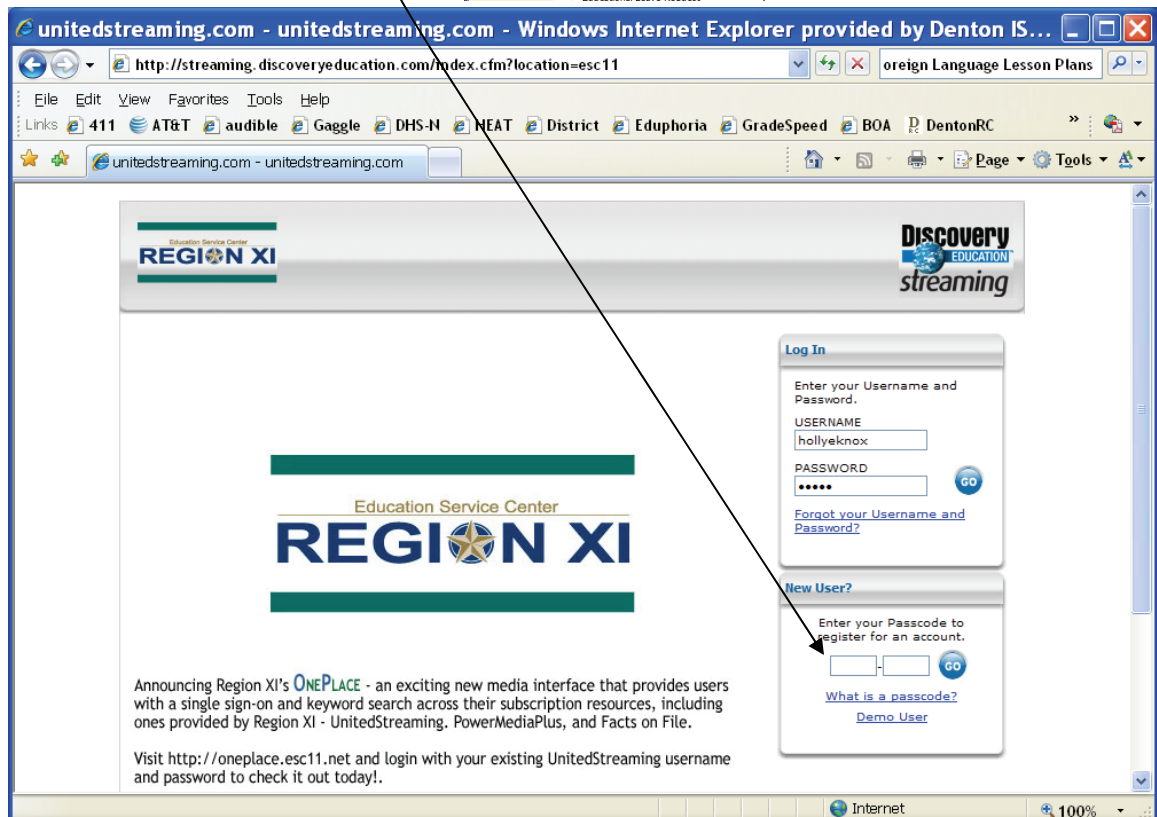 unitedstreaming.com - unitedstreaming.com - Windows Internet Explorer provided by Denton IS...
http://streaming.discoveryeducation.com/index.cfm?location=esc11
oreign Language Lesson Plans
File Edit View Favorites Tools Help
Links 411 AT&T audible Gaggle DHS-N HEAT District Eduphoria GradeSpeed BOA DentonRC »
unitedstreaming.com - unitedstreaming.com
Page Tools
Education Service Center
REGION XI
Discovery
EDUCATION
streaming
Log In
Enter your Username and
Password.
USERNAME
hollyeknox
PASSWORD
•••••
GO
Forgot your Username and
Password?
Education Service Center
REGION XI
New User?
Enter your Passcode to
register for an account.
- GO
What is a passcode?
Demo User
Announcing Region XI's ONEPLACE - an exciting new media interface that provides users
with a single sign-on and keyword search across their subscription resources, including
ones provided by Region XI - UnitedStreaming. PowerMediaPlus, and Facts on File.
Visit http://oneplace.esc11.net and login with your existing UnitedStreaming username
and password to check it out today!.
Internet
100%